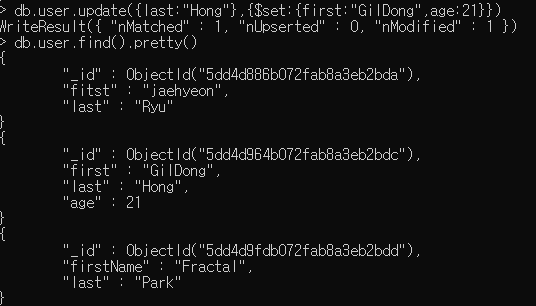 > db.user.update({last:"Hong"},{$set:{first:"GilDong",age:21}})
WriteResult({ "nMatched" : 1, "nUpserted" : 0, "nModified" : 1 })
> db.user.find().pretty()
{
"_id" : ObjectId("5dd4d886b072fab8a3eb2bda"),
"fitst" : "jaehyeon",
"last" : "Ryu"
}
{
"_id" : ObjectId("5dd4d964b072fab8a3eb2bdc"),
"first" : "GilDong",
"last" : "Hong",
"age" : 21
}
{
"_id" : ObjectId("5dd4d9fdb072fab8a3eb2bdd"),
"firstName" : "Fractal",
"last" : "Park"
}